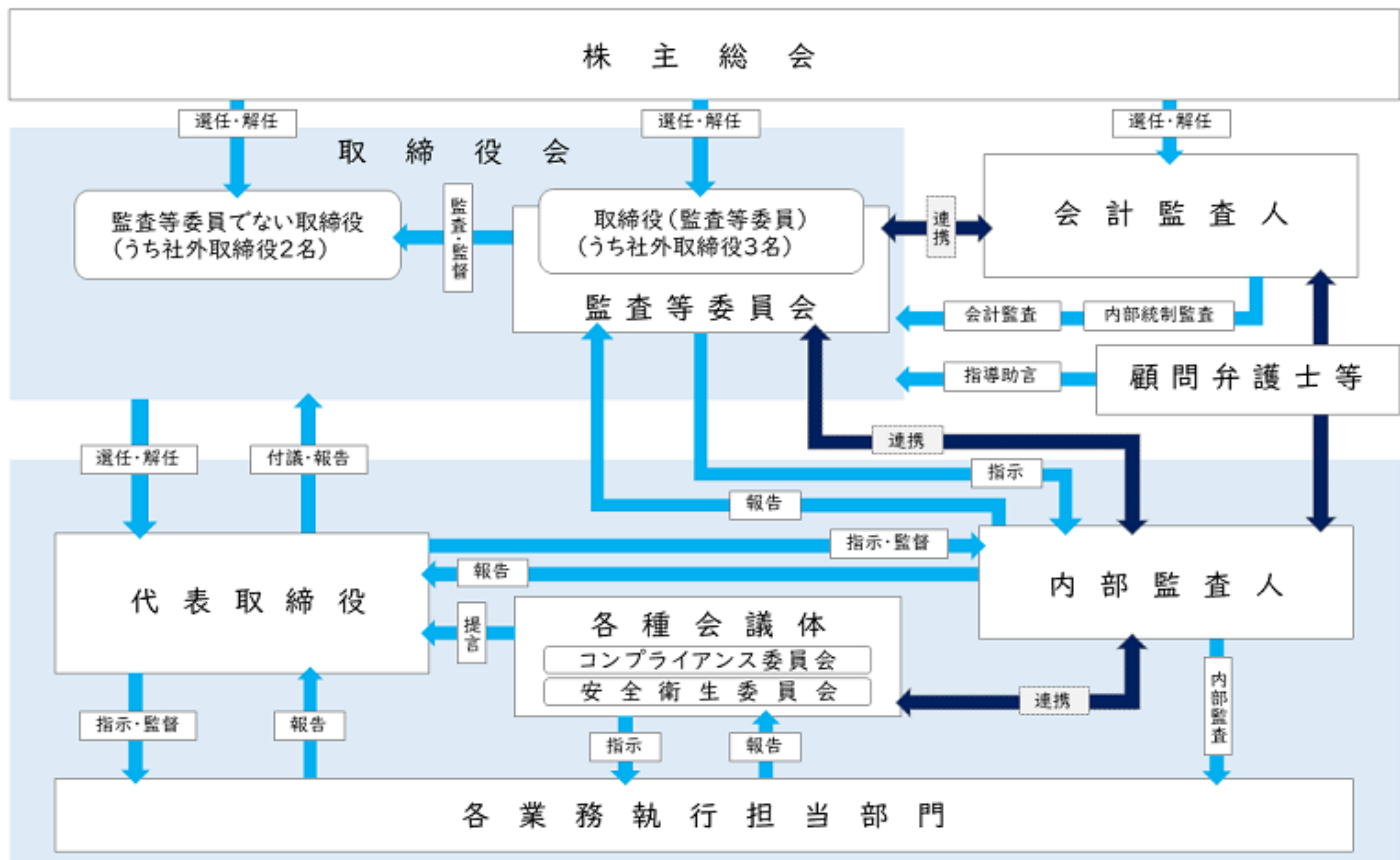 株主総会
選任・解任
選任・解任
選任・解任
取締役会
監査等委員でない取締役
(うち社外取締役2名)
監査・監督
取締役(監査等委員)
(うち社外取締役3名)
監査等委員会
連携
会計監査人
会計監査
内部統制監査
指導助言
顧問弁護士等
選任・解任
付議・報告
連携
指示
報告
代表取締役
指示・監督
報告
内部監査人
提言
各種会議体
コンプライアンス委員会
安全衛生委員会
連携
内部監査
指示・監督
報告
指示
報告
各業務執行担当部門